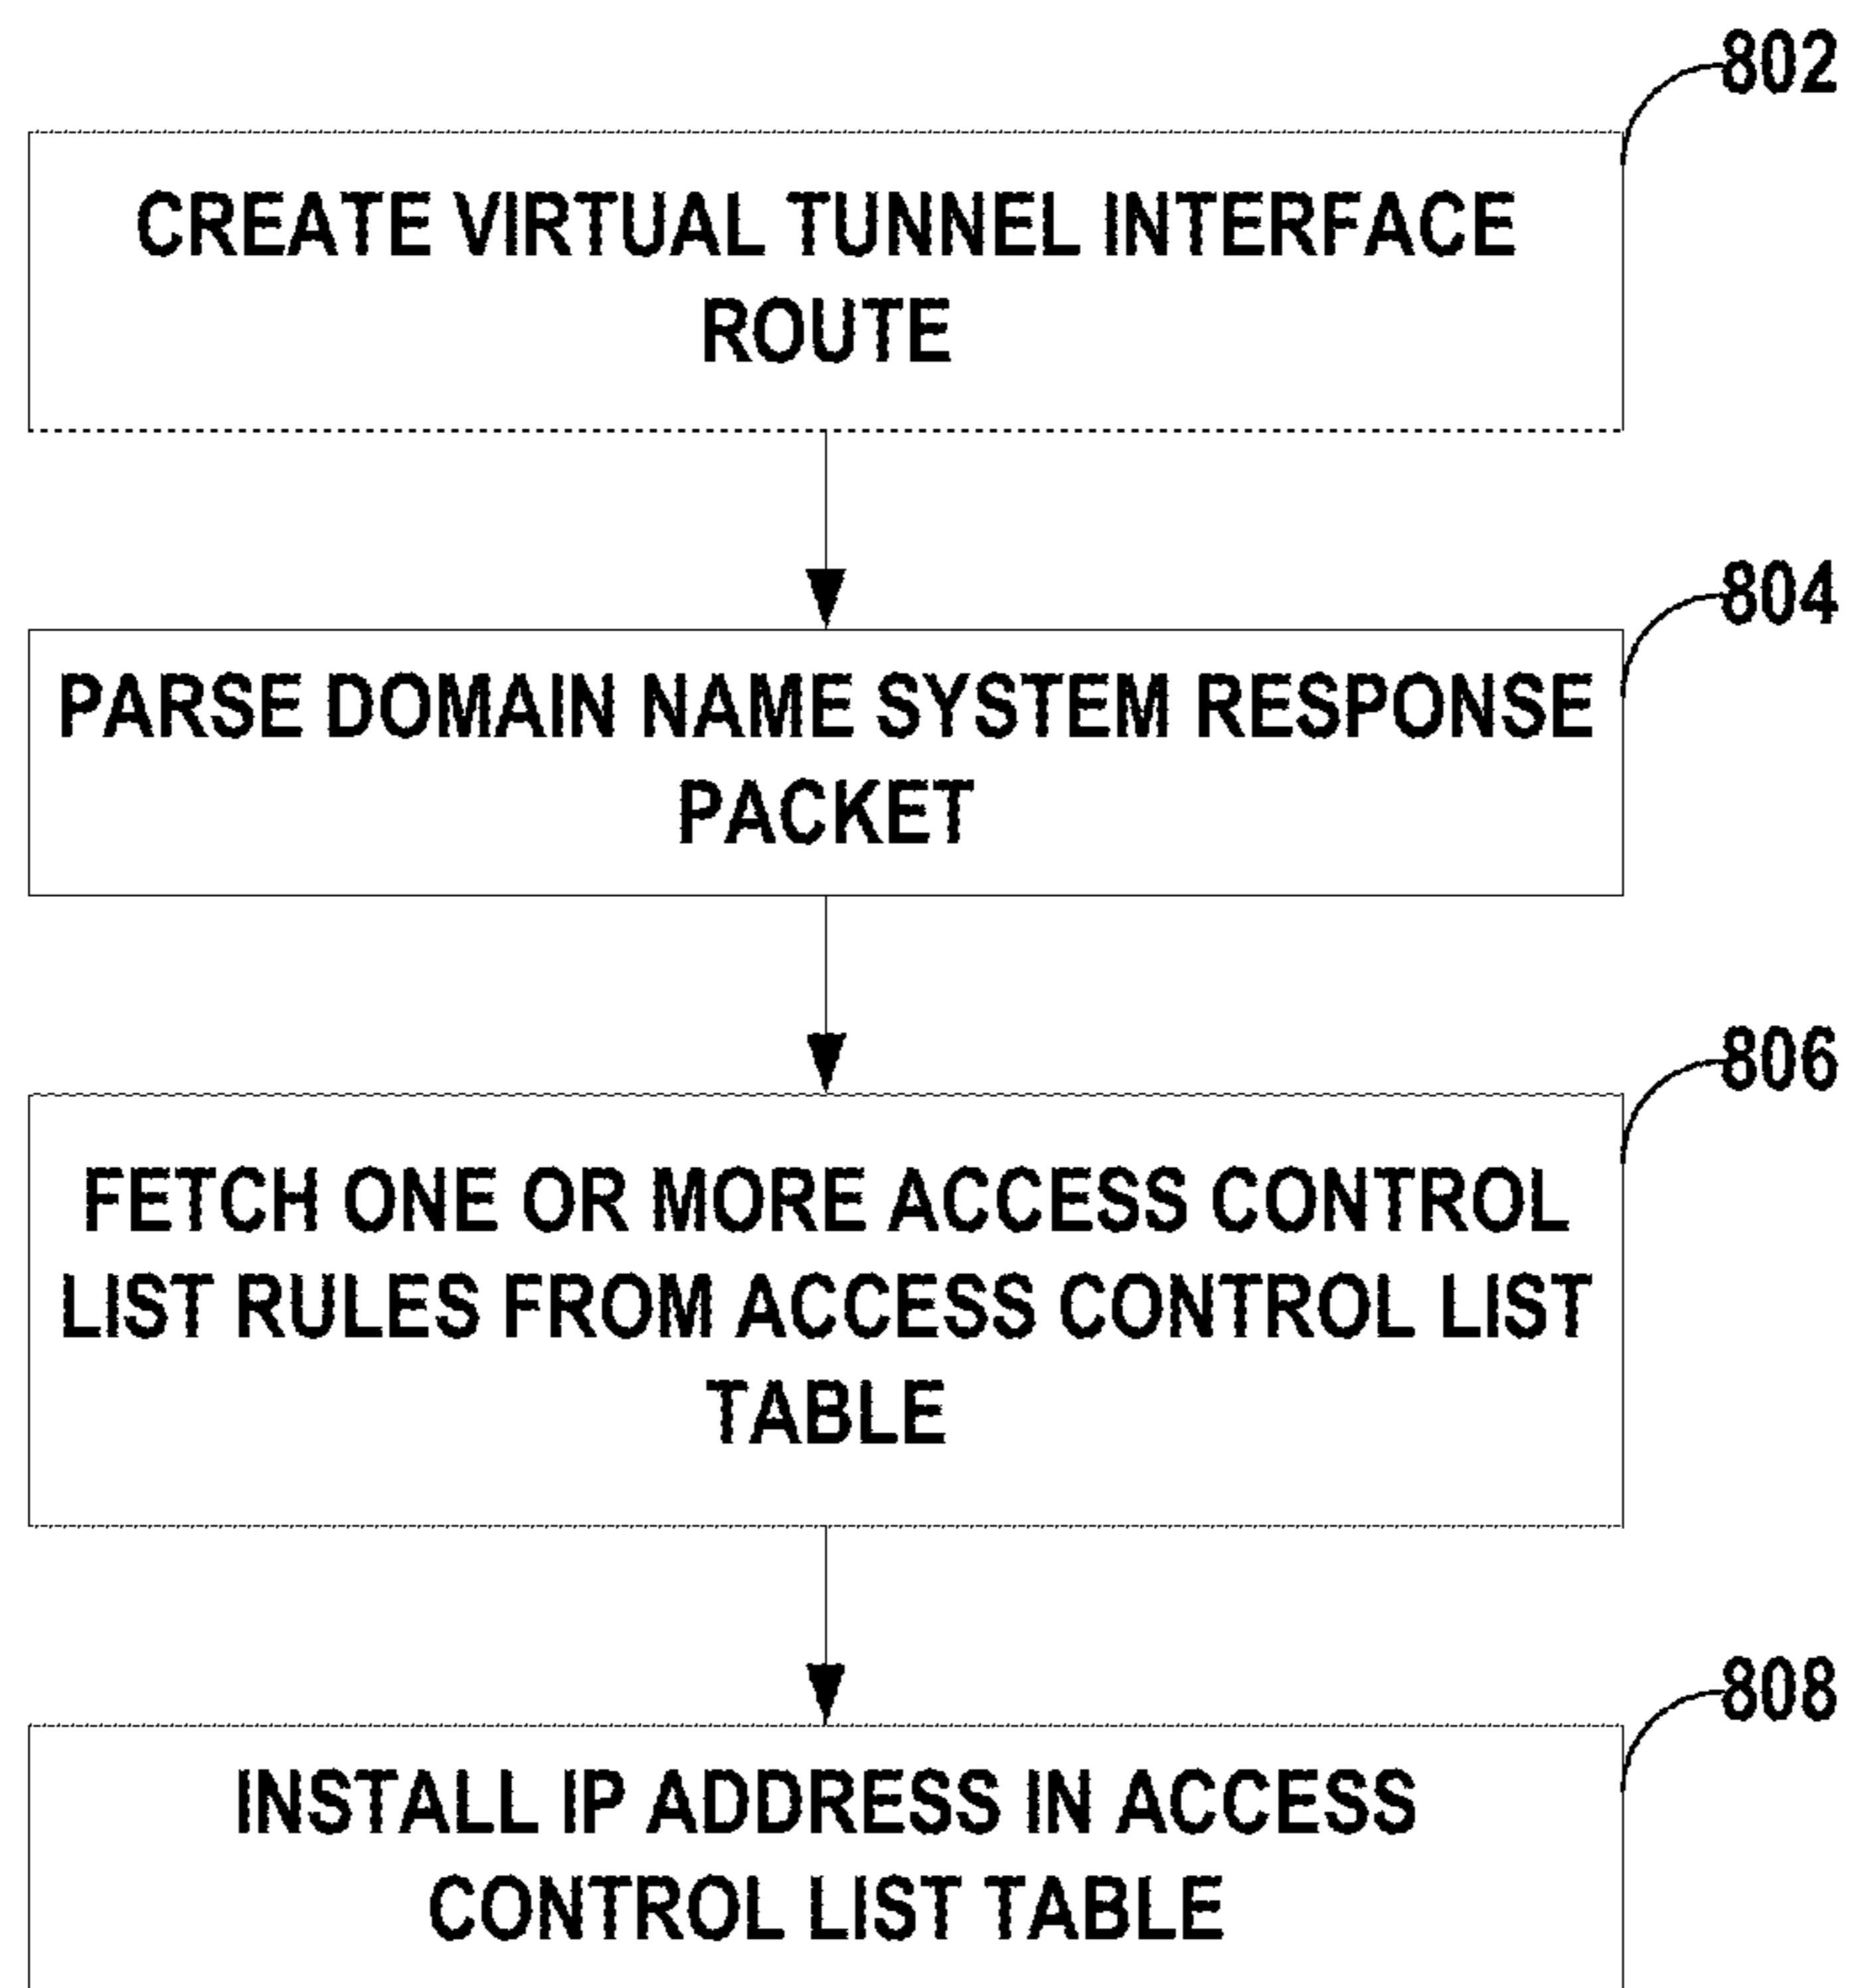 802
CREATE VIRTUAL TUNNEL INTERFACE
ROUTE
804
PARSE DOMAIN NAME SYSTEM RESPONSE
PACKET
806
FETCH ONE OR MORE ACCESS CONTROL
LIST RULES FROM ACCESS CONTROL LIST
TABLE
808
INSTALL IP ADDRESS IN ACCESS
CONTROL LIST TABLE